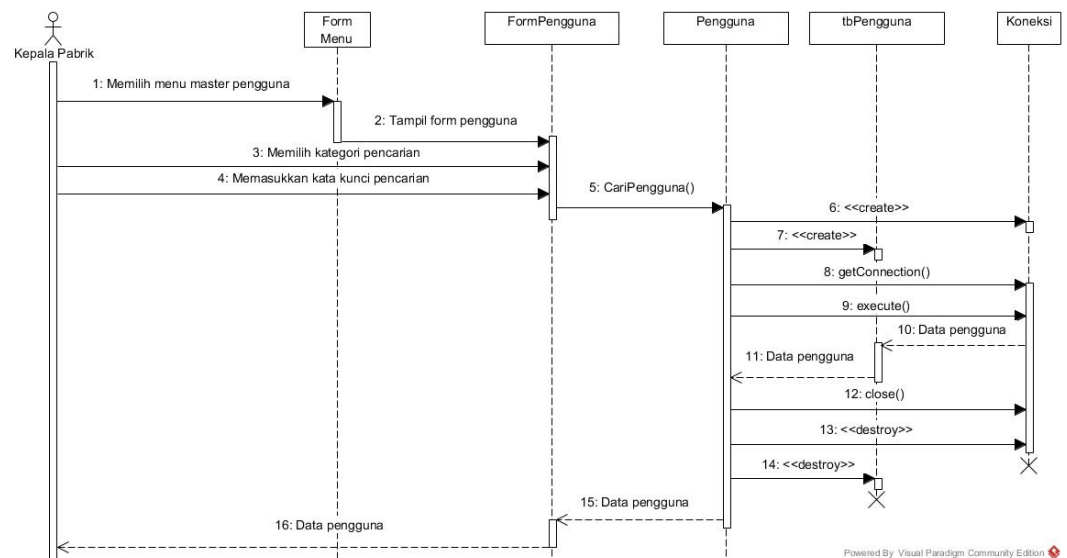 Kepala Pabrik
Form
Menu
FormPengguna
Pengguna
tbPengguna
Koneksi
1: Memilih menu master pengguna
2: Tampil form pengguna
3: Memilih kategori pencarian
4: Memasukkan kata kunci pencarian
5: CariPengguna()
6: <<create>>
7: <<create>>
8: getConnection()
9: execute()
10: Data pengguna
11: Data pengguna
12: close()
13: <<destroy>>
14: <<destroy>>
15: Data pengguna
16: Data pengguna
Powered By Visual Paradigm Community Edition